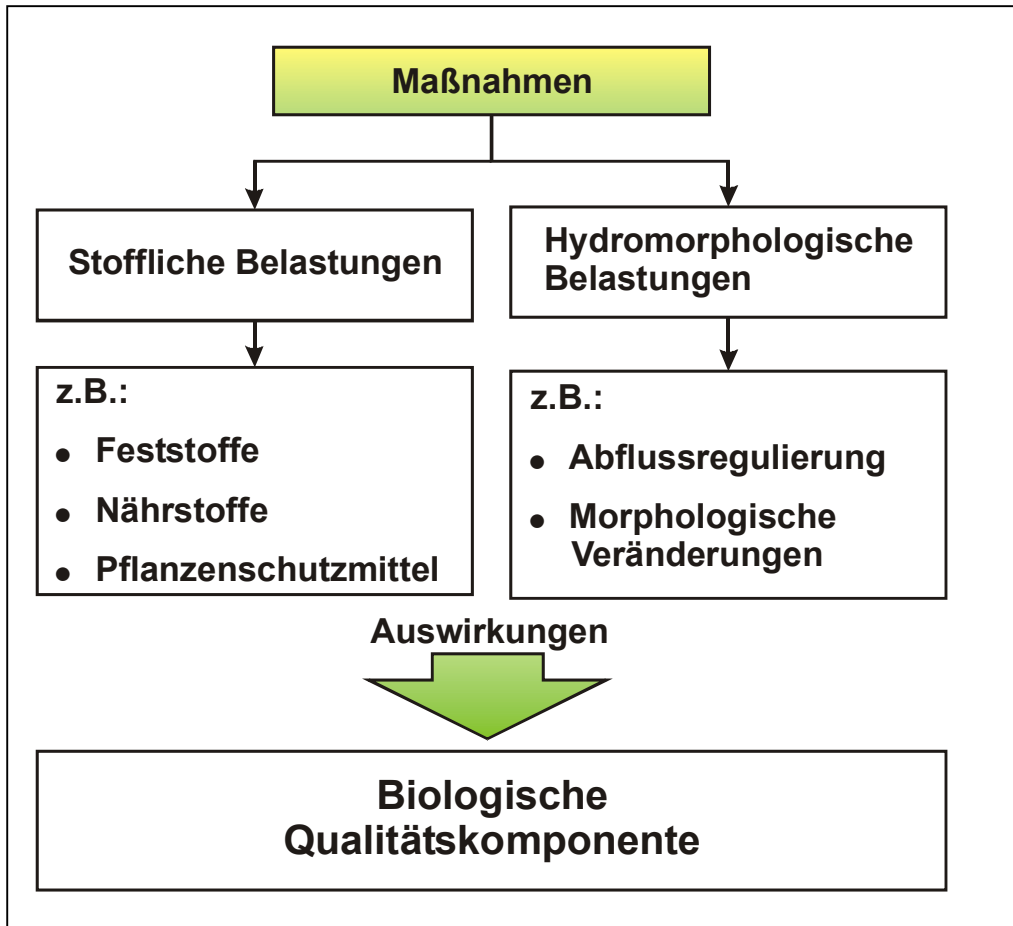 Maßnahmen
Stoffliche Belastungen
Hydromorphologische
Belastungen
z.B.:
● Feststoffe
● Nährstoffe
● Pflanzenschutzmittel
z.B.:
● Abflussregulierung
● Morphologische
Veränderungen
Auswirkungen
Biologische
Qualitätskomponente